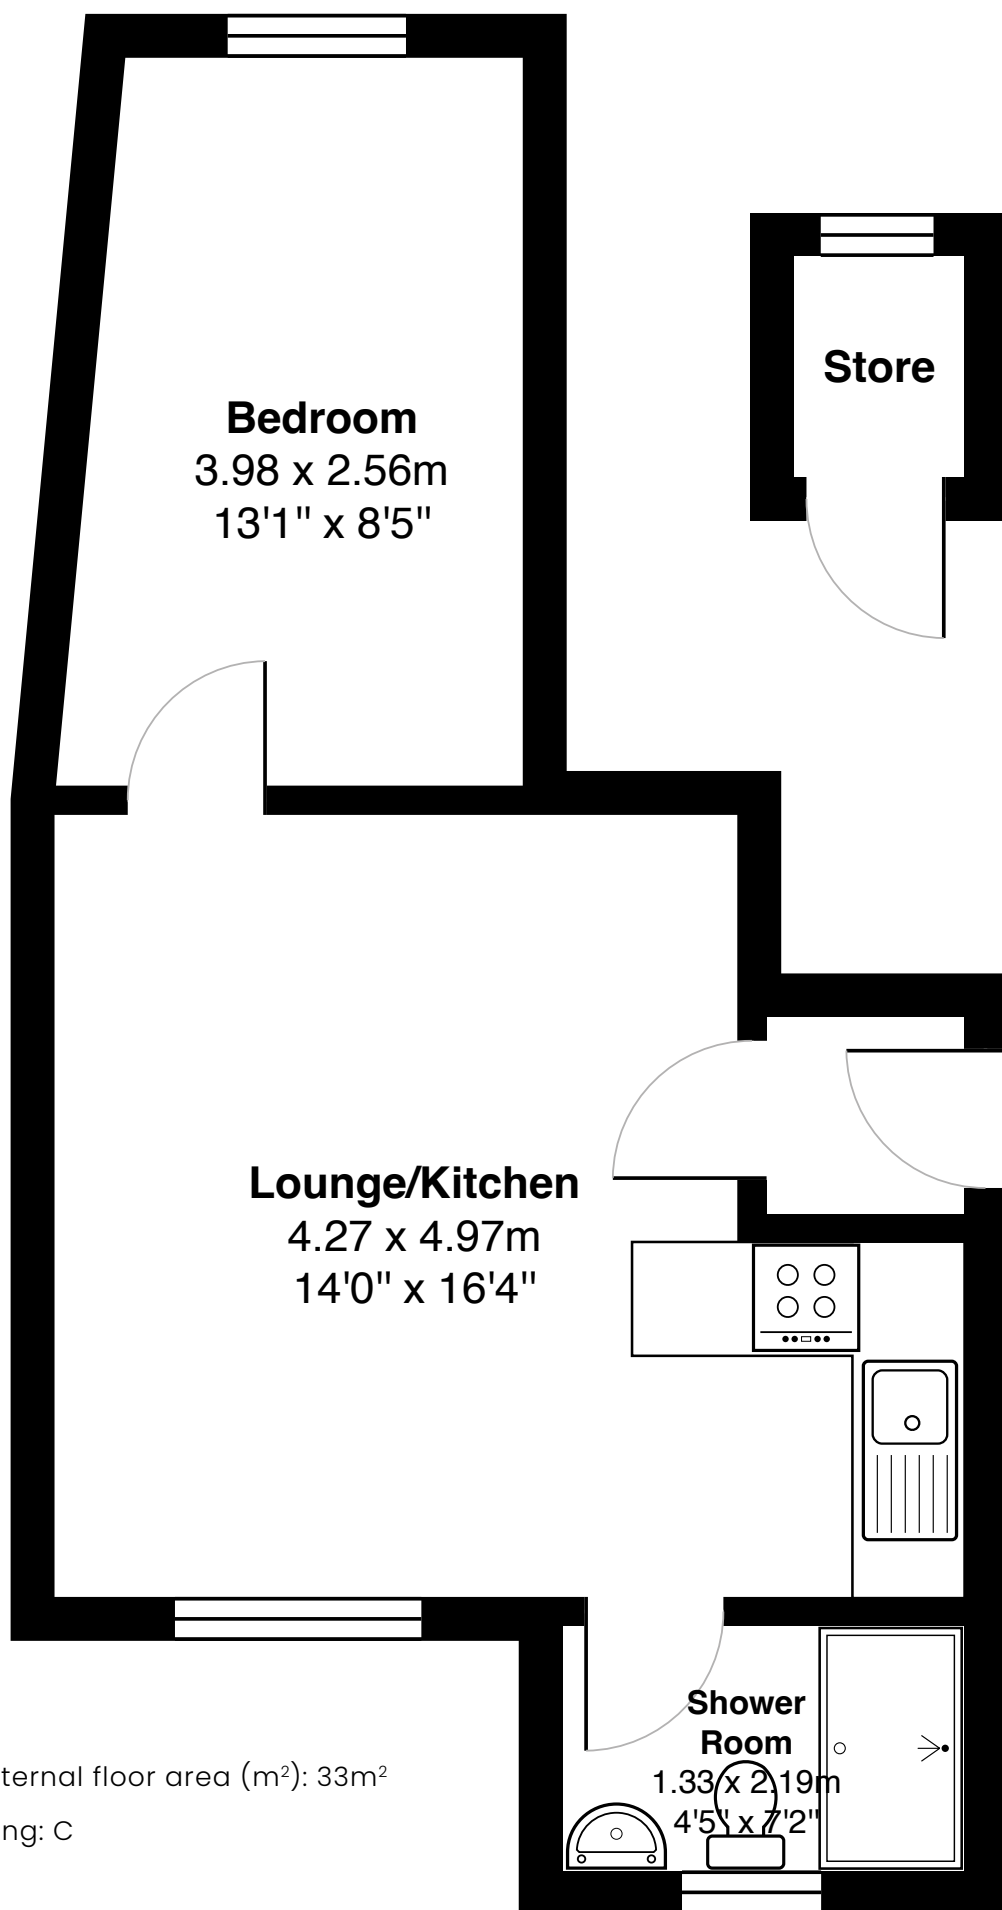 Store
Bedroom
3.98 x 2.56m
13'1" x 8'5"
Lounge/Kitchen
4.27 x 4.97m
14'0" x 16'4"
Shower
Room
1.33 x 2.19m
4'5" x 7'2"
ternal floor area (m²): 33m²
ng: C